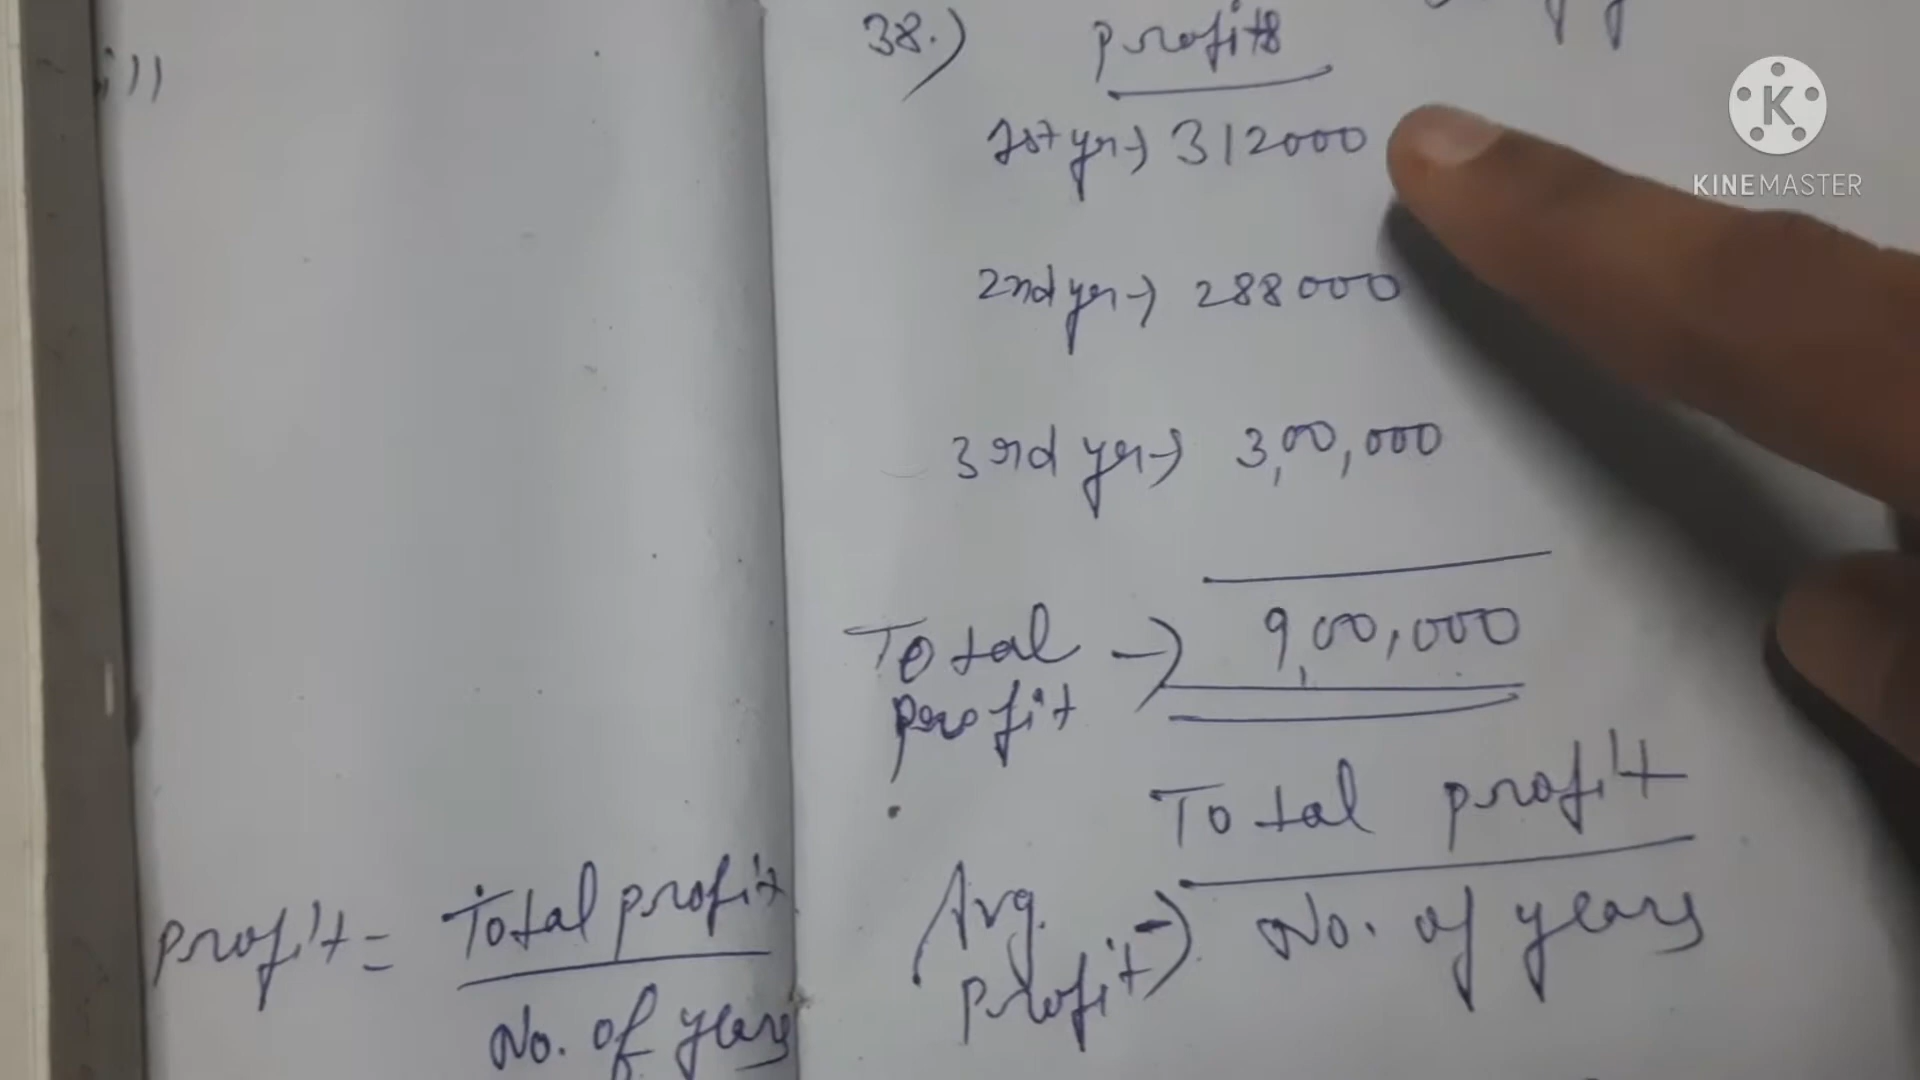 38.) profits
1st yr → 312000
2nd yr → 288000
3rd yr → 3,00,000
Total profit → 9,00,000
Avg. profit → Total profit
No. of years
profit = Total profit
No. of years
KINEMASTER